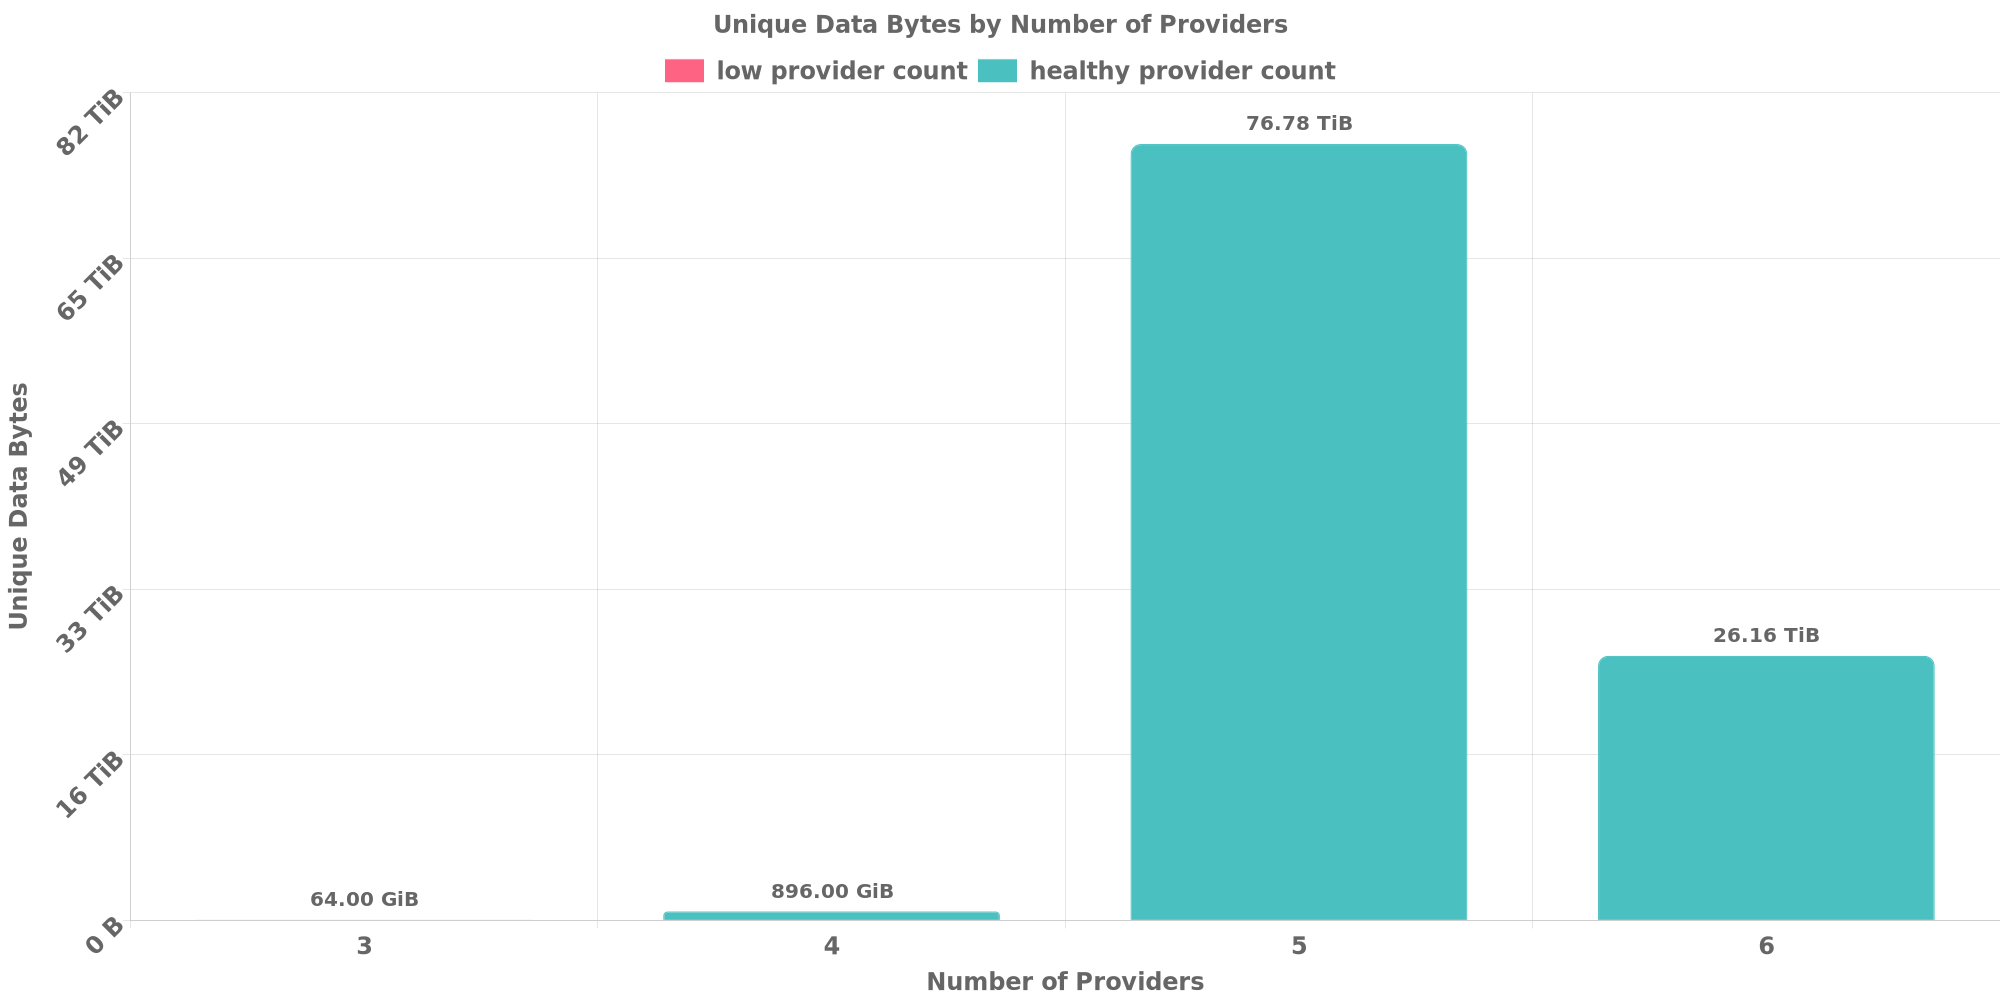 Unique Data Bytes by Number of Providers
low provider count healthy provider count
82 TiB
65 TiB
49 TiB
33 TiB
16 TiB
0 B
Unique Data Bytes
64.00 GiB
896.00 GiB
76.78 TiB
26.16 TiB
3 4 5 6
Number of Providers